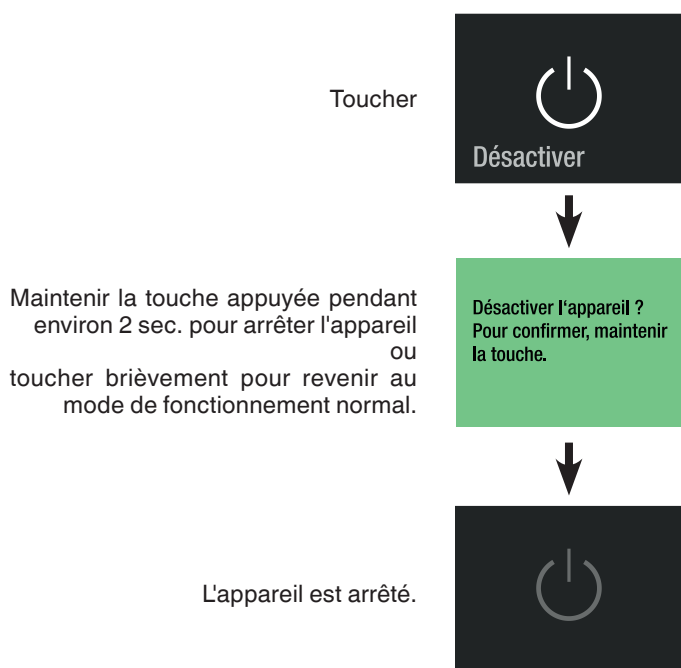 Toucher
Désactiver
Maintenir la touche appuyée pendant
environ 2 sec. pour arrêter l'appareil
ou
toucher brièvement pour revenir au
mode de fonctionnement normal.
Désactiver l‘appareil ?
Pour confirmer, maintenir
la touche.
L'appareil est arrêté.